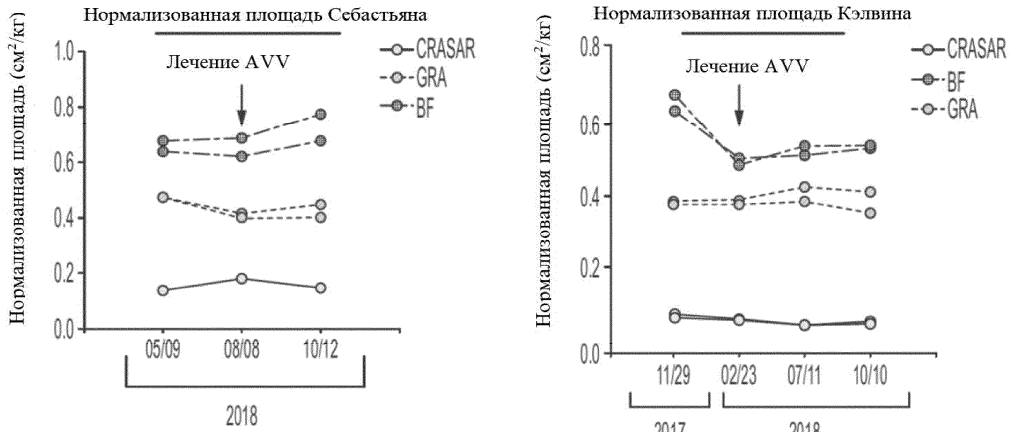 Нормализованная площадь Себастьяна
Нормализованная площадь (см²/кг)
1.0
0.8
0.6
0.4
0.2
0.0
Лечение AVV
CRASAR
GRA
BF
05/09 08/08 10/12
2018
Нормализованная площадь Кэлвина
Нормализованная площадь (см²/кг)
0.8
0.6
0.4
0.2
0.0
Лечение AVV
CRASAR
BF
GRA
11/29 02/23 07/11 10/10
2017 2018